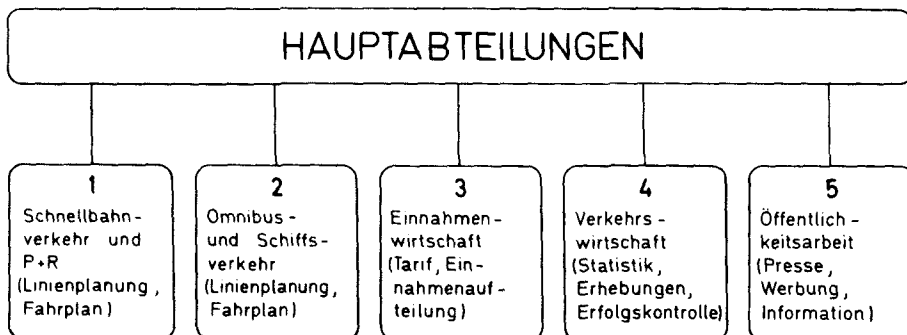 HAUPTABTEILUNGEN
1
Schnellbahn-
verkehr und
P+R
(Linienplanung,
Fahrplan)
2
Omnibus-
und Schiffs-
verkehr
(Linienplanung,
Fahrplan)
3
Einnahmen-
wirtschaft
(Tarif, Ein-
nahmenauf-
teilung)
4
Verkehrs-
wirtschaft
(Statistik,
Erhebungen,
Erfolgskontrolle)
5
Öffentlich-
keitsarbeit
(Presse,
Werbung,
Information)